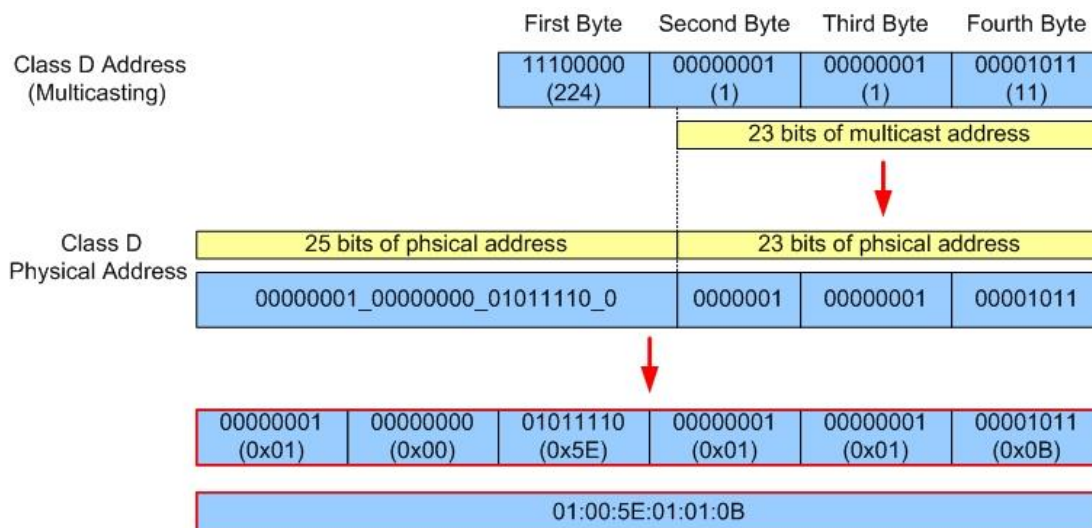 First Byte Second Byte Third Byte Fourth Byte
Class D Address
(Multicasting)
11100000 00000001 00000001 00001011
(224) (1) (1) (11)
23 bits of multicast address
Class D
Physical Address
25 bits of phsical address 23 bits of phsical address
00000001_00000000_01011110_0 0000001 00000001 00001011
00000001 00000000 01011110 00000001 00000001 00001011
(0x01) (0x00) (0x5E) (0x01) (0x01) (0x0B)
01:00:5E:01:01:0B